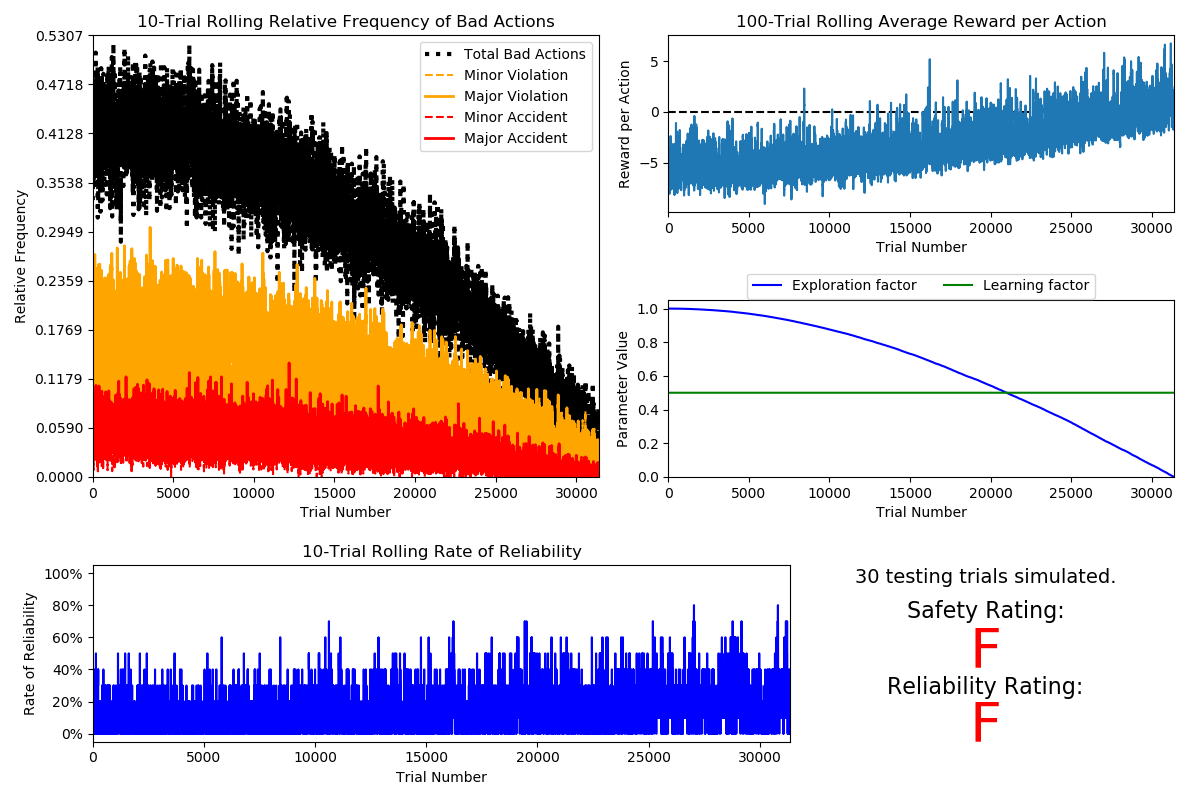 10-Trial Rolling Relative Frequency of Bad Actions
0.5307
0.4718
0.4128
0.3538
0.2949
0.2359
0.1769
0.1179
0.0590
0.0000
Relative Frequency
Total Bad Actions
Minor Violation
Major Violation
Minor Accident
Major Accident
0 5000 10000 15000 20000 25000 30000
Trial Number
100-Trial Rolling Average Reward per Action
5
0
−5
Reward per Action
0 5000 10000 15000 20000 25000 30000
Trial Number
Exploration factor Learning factor
1.0
0.8
0.6
0.4
0.2
0.0
Parameter Value
0 5000 10000 15000 20000 25000 30000
Trial Number
10-Trial Rolling Rate of Reliability
100%
80%
60%
40%
20%
0%
Rate of Reliability
0 5000 10000 15000 20000 25000 30000
Trial Number
30 testing trials simulated.
Safety Rating:
F
Reliability Rating:
F